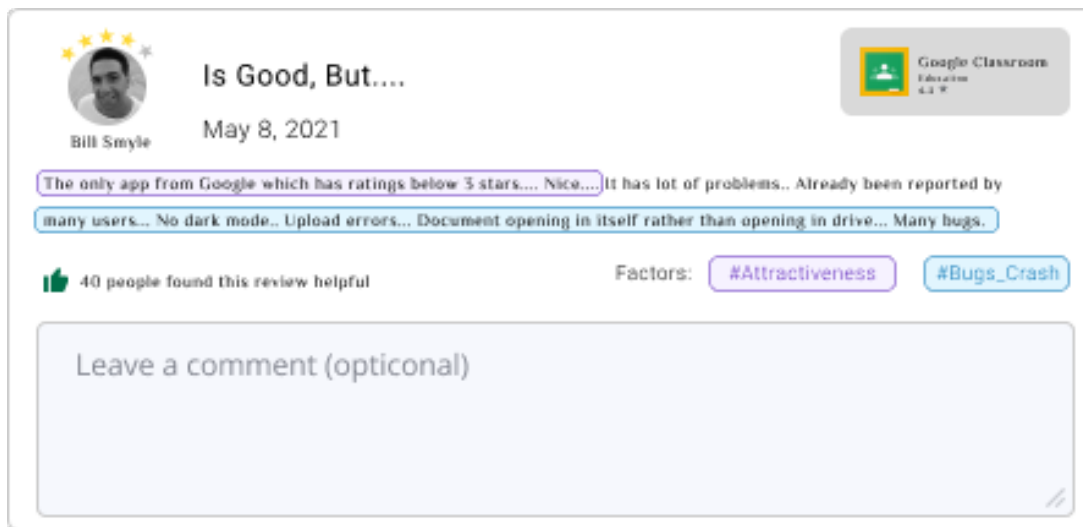 Is Good, But....
Google Classroom
Education
4.3 ★
May 8, 2021
Bill Smyle
The only app from Google which has ratings below 3 stars.... Nice.... It has lot of problems.. Already been reported by
many users... No dark mode.. Upload errors... Document opening in itself rather than opening in drive... Many bugs.
40 people found this review helpful
Factors: #Attractiveness #Bugs_Crash
Leave a comment (opticonal)